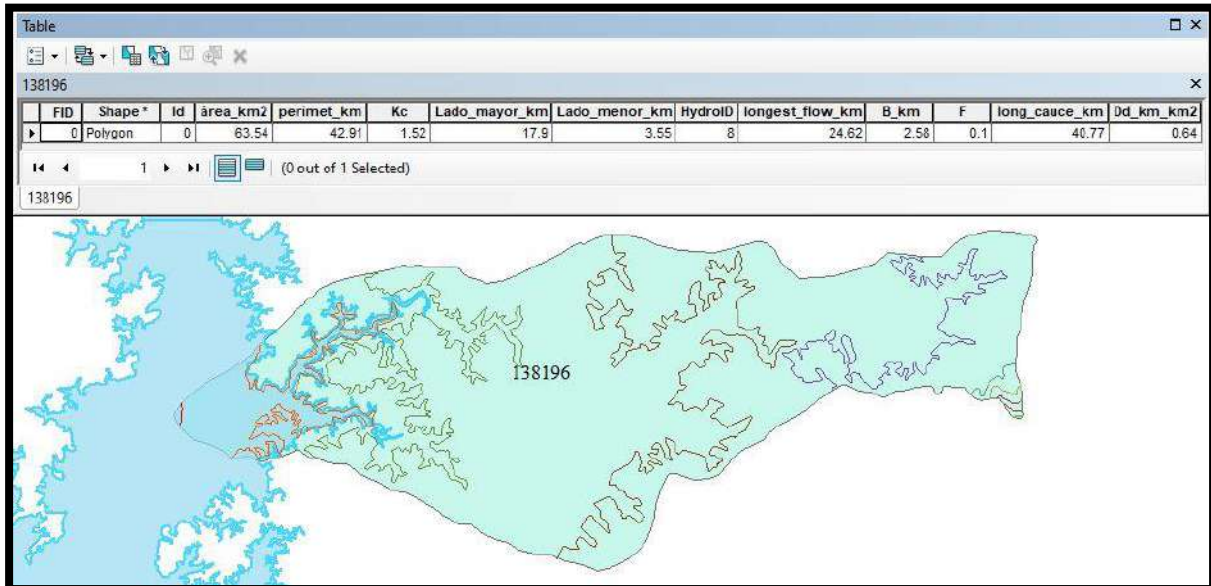 Table
138196
FID Shape * Id área_km2 perimet_km Kc Lado_mayor_km Lado_menor_km HydroID longest_flow_km B_km F long_cauce_km Dd_km_km2
0 Polygon 0 63.54 42.91 1.52 17.9 3.55 8 24.62 2.58 0.1 40.77 0.64
1 (0 out of 1 Selected)
138196
138196